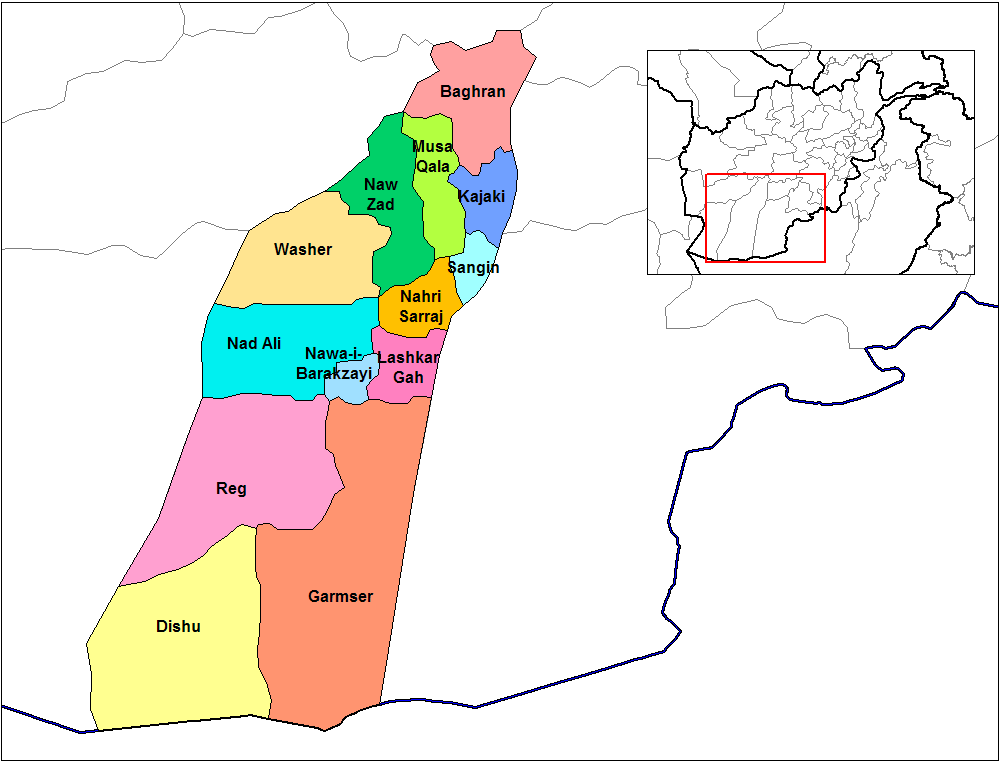 Baghran
Musa
Qala
Naw
Zad
Kajaki
Washer
Sangin
Nahri
Sarraj
Nad Ali
Nawa-i-
Barakzayi
Lashkar
Gah
Reg
Garmser
Dishu